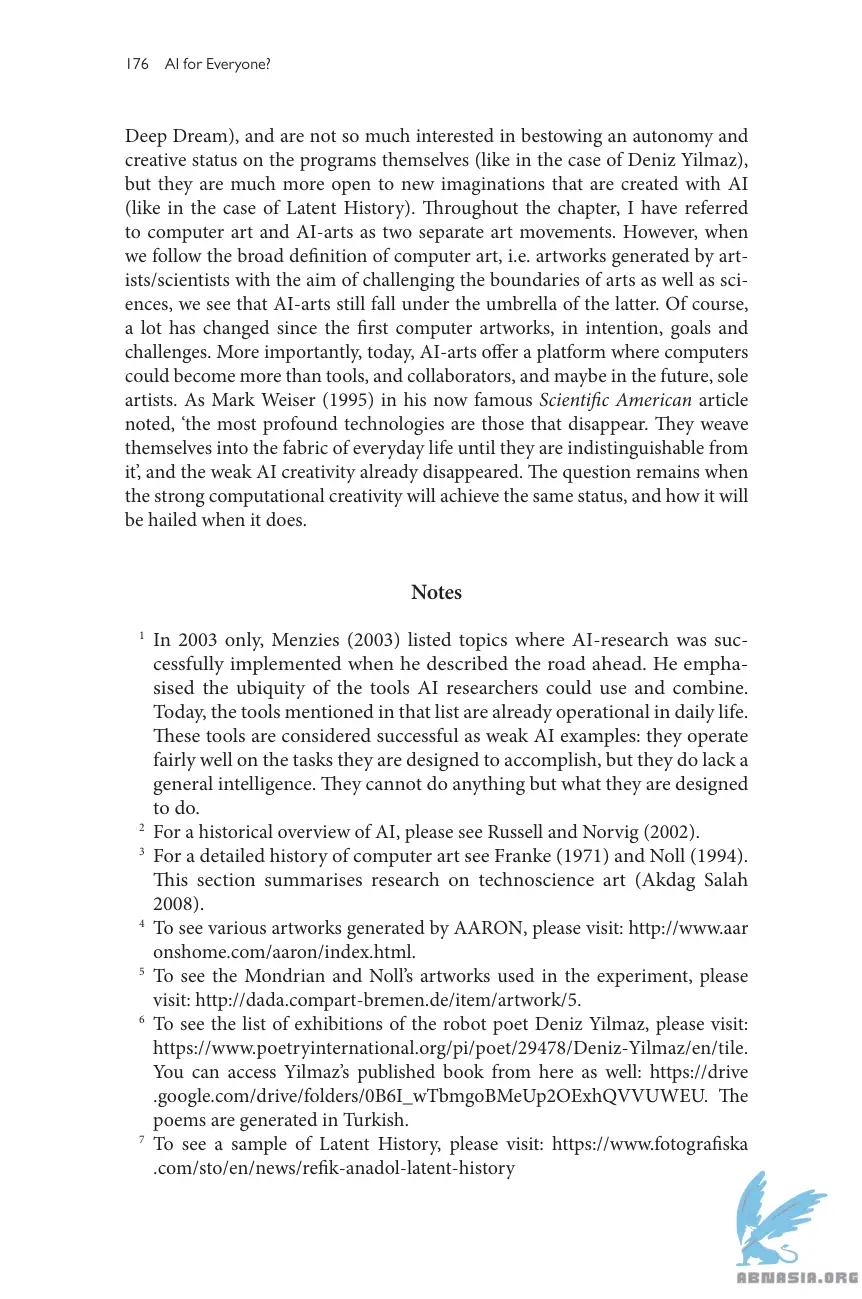 176 AI for Everyone?
Deep Dream), and are not so much interested in bestowing an autonomy and
creative status on the programs themselves (like in the case of Deniz Yilmaz),
but they are much more open to new imaginations that are created with AI
(like in the case of Latent History). Throughout the chapter, I have referred
to computer art and AI-arts as two separate art movements. However, when
we follow the broad definition of computer art, i.e. artworks generated by art-
ists/scientists with the aim of challenging the boundaries of arts as well as sci-
ences, we see that AI-arts still fall under the umbrella of the latter. Of course,
a lot has changed since the first computer artworks, in intention, goals and
challenges. More importantly, today, AI-arts offer a platform where computers
could become more than tools, and collaborators, and maybe in the future, sole
artists. As Mark Weiser (1995) in his now famous Scientific American article
noted, ‘the most profound technologies are those that disappear. They weave
themselves into the fabric of everyday life until they are indistinguishable from
it’, and the weak AI creativity already disappeared. The question remains when
the strong computational creativity will achieve the same status, and how it will
be hailed when it does.
Notes
1 In 2003 only, Menzies (2003) listed topics where AI-research was suc-
cessfully implemented when he described the road ahead. He empha-
sised the ubiquity of the tools AI researchers could use and combine.
Today, the tools mentioned in that list are already operational in daily life.
These tools are considered successful as weak AI examples: they operate
fairly well on the tasks they are designed to accomplish, but they do lack a
general intelligence. They cannot do anything but what they are designed
to do.
2 For a historical overview of AI, please see Russell and Norvig (2002).
3 For a detailed history of computer art see Franke (1971) and Noll (1994).
This section summarises research on technoscience art (Akdag Salah
2008).
4 To see various artworks generated by AARON, please visit: http://www.aar
onshome.com/aaron/index.html.
5 To see the Mondrian and Noll’s artworks used in the experiment, please
visit: http://dada.compart-bremen.de/item/artwork/5.
6 To see the list of exhibitions of the robot poet Deniz Yilmaz, please visit:
https://www.poetryinternational.org/pi/poet/29478/Deniz-Yilmaz/en/tile.
You can access Yilmaz’s published book from here as well: https://drive
.google.com/drive/folders/0B6I_wTbmgoBMeUp2OExhQVVUWEU. The
poems are generated in Turkish.
7 To see a sample of Latent History, please visit: https://www.fotografiska
.com/sto/en/news/refik-anadol-latent-history
ABNASIA.ORG